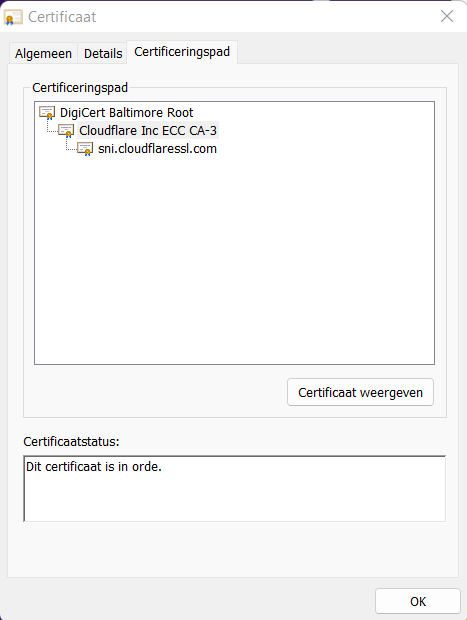 Certificaat
Algemeen Details Certificeringspad
Certificeringspad
DigiCert Baltimore Root
Cloudflare Inc ECC CA-3
sni.cloudflaressl.com
Certificaat weergeven
Certificaatstatus:
Dit certificaat is in orde.
OK